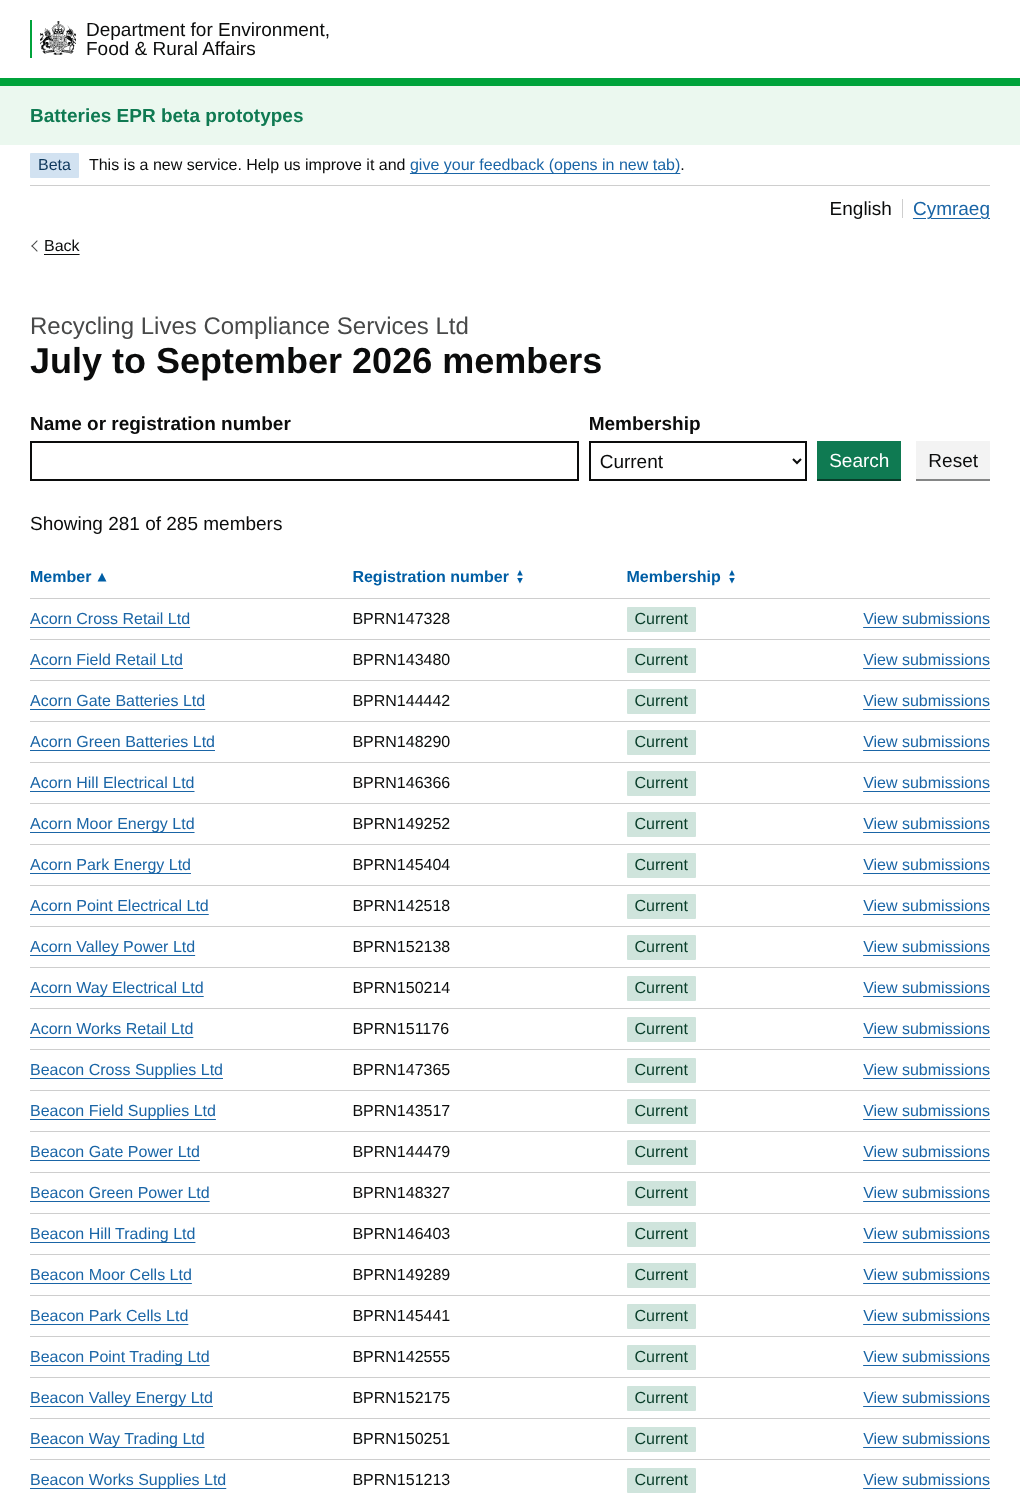 Department for Environment,
Food & Rural Affairs
Batteries EPR beta prototypes
Beta This is a new service. Help us improve it and give your feedback (opens in new tab).
English Cymraeg
Back
Recycling Lives Compliance Services Ltd
July to September 2026 members
Name or registration number Membership
Current Search Reset
Showing 281 of 285 members
Member ▲ Registration number Membership
Acorn Cross Retail Ltd BPRN147328 Current View submissions
Acorn Field Retail Ltd BPRN143480 Current View submissions
Acorn Gate Batteries Ltd BPRN144442 Current View submissions
Acorn Green Batteries Ltd BPRN148290 Current View submissions
Acorn Hill Electrical Ltd BPRN146366 Current View submissions
Acorn Moor Energy Ltd BPRN149252 Current View submissions
Acorn Park Energy Ltd BPRN145404 Current View submissions
Acorn Point Electrical Ltd BPRN142518 Current View submissions
Acorn Valley Power Ltd BPRN152138 Current View submissions
Acorn Way Electrical Ltd BPRN150214 Current View submissions
Acorn Works Retail Ltd BPRN151176 Current View submissions
Beacon Cross Supplies Ltd BPRN147365 Current View submissions
Beacon Field Supplies Ltd BPRN143517 Current View submissions
Beacon Gate Power Ltd BPRN144479 Current View submissions
Beacon Green Power Ltd BPRN148327 Current View submissions
Beacon Hill Trading Ltd BPRN146403 Current View submissions
Beacon Moor Cells Ltd BPRN149289 Current View submissions
Beacon Park Cells Ltd BPRN145441 Current View submissions
Beacon Point Trading Ltd BPRN142555 Current View submissions
Beacon Valley Energy Ltd BPRN152175 Current View submissions
Beacon Way Trading Ltd BPRN150251 Current View submissions
Beacon Works Supplies Ltd BPRN151213 Current View submissions